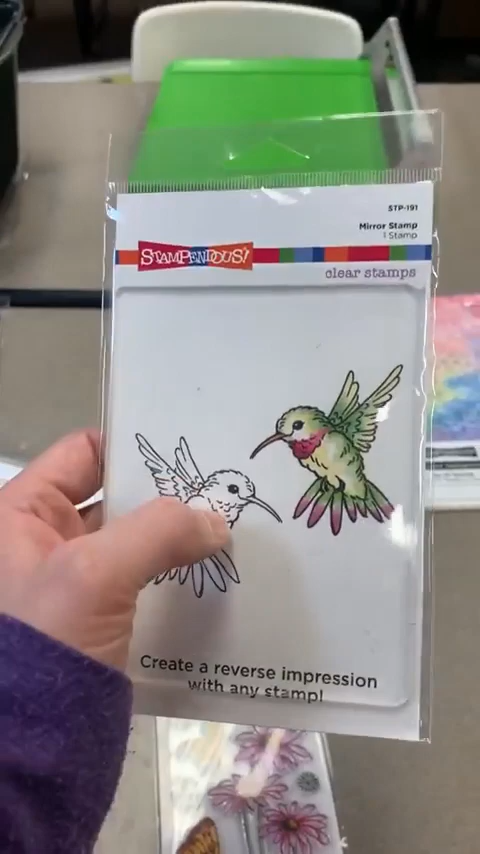 STP-191
Mirror Stamp
1 Stamp
STAMPENDOUS!
clear stamps
Create a reverse impression
with any stamp!